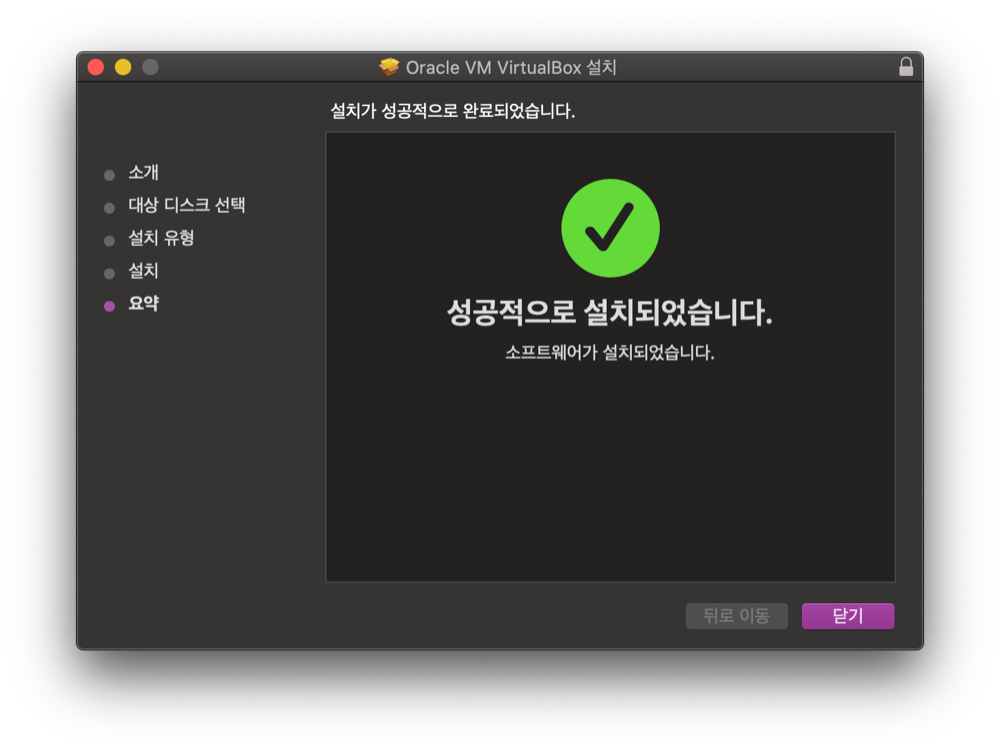 Oracle VM VirtualBox 설치
설치가 성공적으로 완료되었습니다.
소개
대상 디스크 선택
설치 유형
설치
요약
성공적으로 설치되었습니다.
소프트웨어가 설치되었습니다.
뒤로 이동
닫기